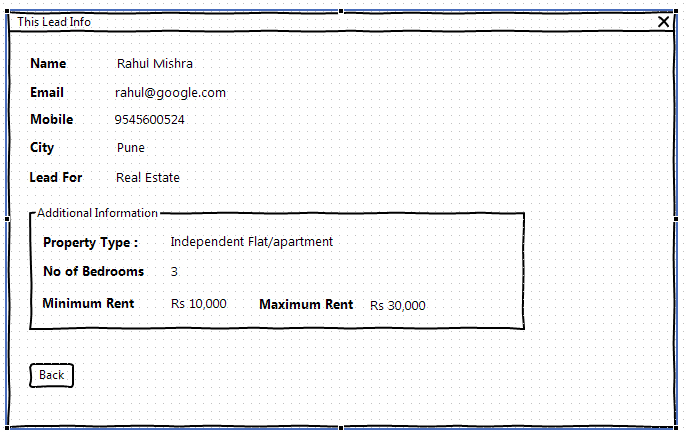 This Lead Info
Name Rahul Mishra
Email rahul@google.com
Mobile 9545600524
City Pune
Lead For Real Estate
Additional Information
Property Type : Independent Flat/apartment
No of Bedrooms 3
Minimum Rent Rs 10,000 Maximum Rent Rs 30,000
Back